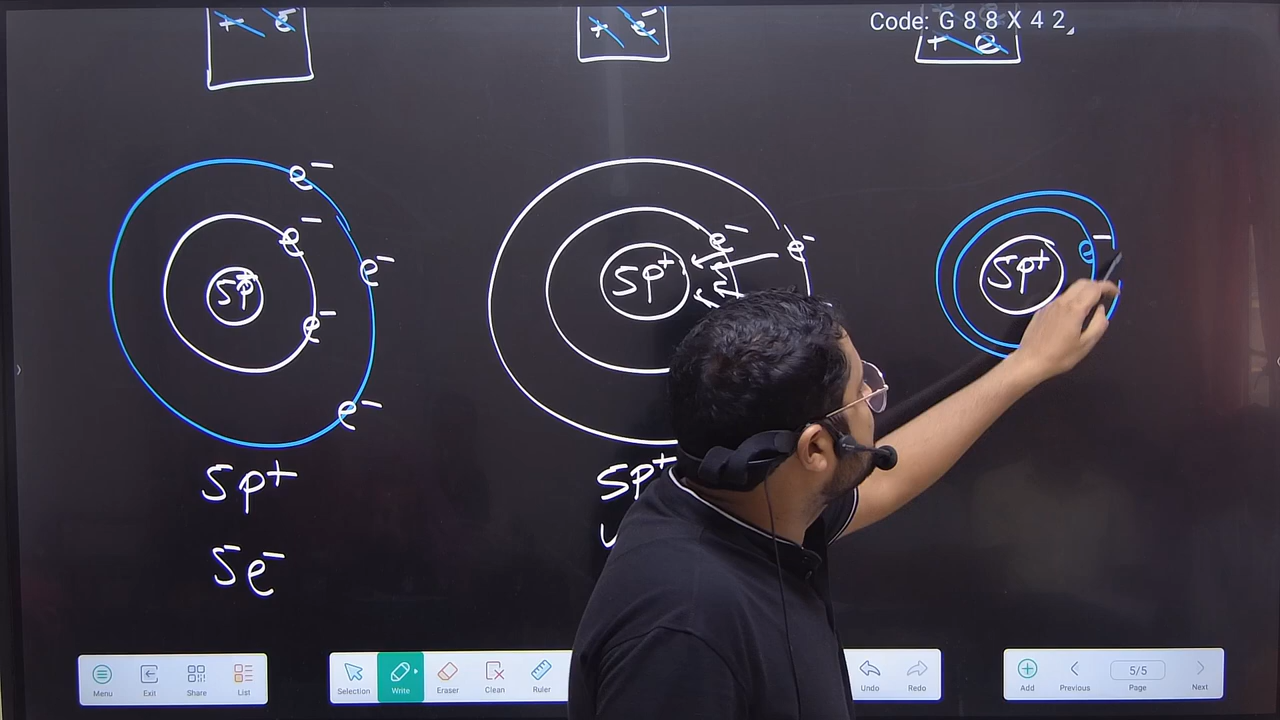 Code: G 8 8 X 4 2
+ e⁻
+ e⁻
+ e
e⁻
e⁻
e⁻
e⁻
e⁻
5p⁺
e⁻
e⁻
5p⁺
e⁻
5p⁺
5p⁺
5e⁻
5p⁺
Menu
Exit
Share
List
Selection
Write
Eraser
Clean
Ruler
Undo
Redo
Add
Previous
5/5
Page
Next